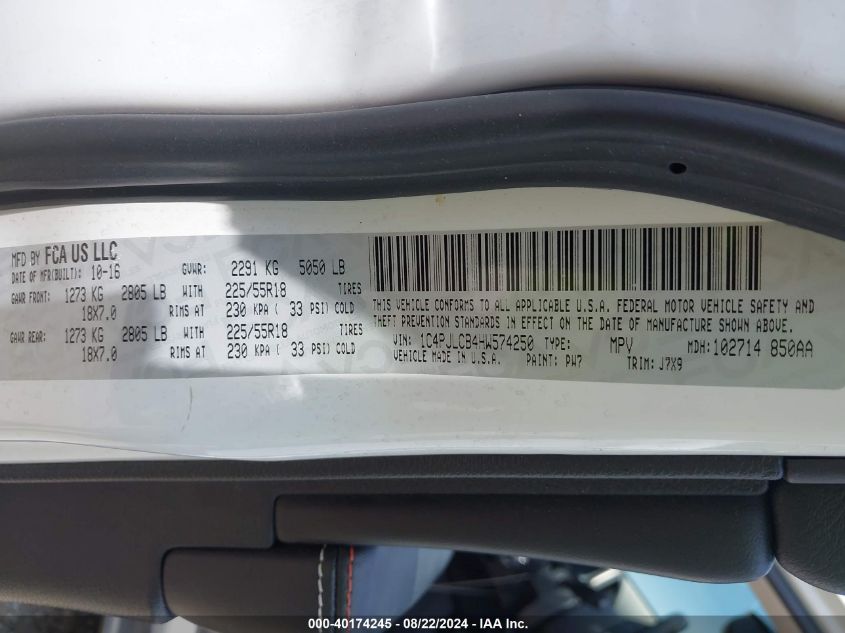 MFD BY FCA US LLC
DATE OF MFR(BUILT): 10-16 GVWR: 2291 KG 5050 LB
GAWR FRONT: 1273 KG 2805 LB WITH 225/55R18 TIRES
18X7.0 RIMS AT 230 KPA ( 33 PSI) COLD
GAWR REAR: 1273 KG 2805 LB WITH 225/55R18 TIRES
18X7.0 RIMS AT 230 KPA ( 33 PSI) COLD
THIS VEHICLE CONFORMS TO ALL APPLICABLE U.S.A. FEDERAL MOTOR VEHICLE SAFETY AND
THEFT PREVENTION STANDARDS IN EFFECT ON THE DATE OF MANUFACTURE SHOWN ABOVE.
VIN: 1C4PJLCB4HW574250 TYPE: MPV MDH: 102714 850AA
VEHICLE MADE IN U.S.A. PAINT: PW7 TRIM: J7X9
000-40174245 - 08/22/2024 - IAA Inc.